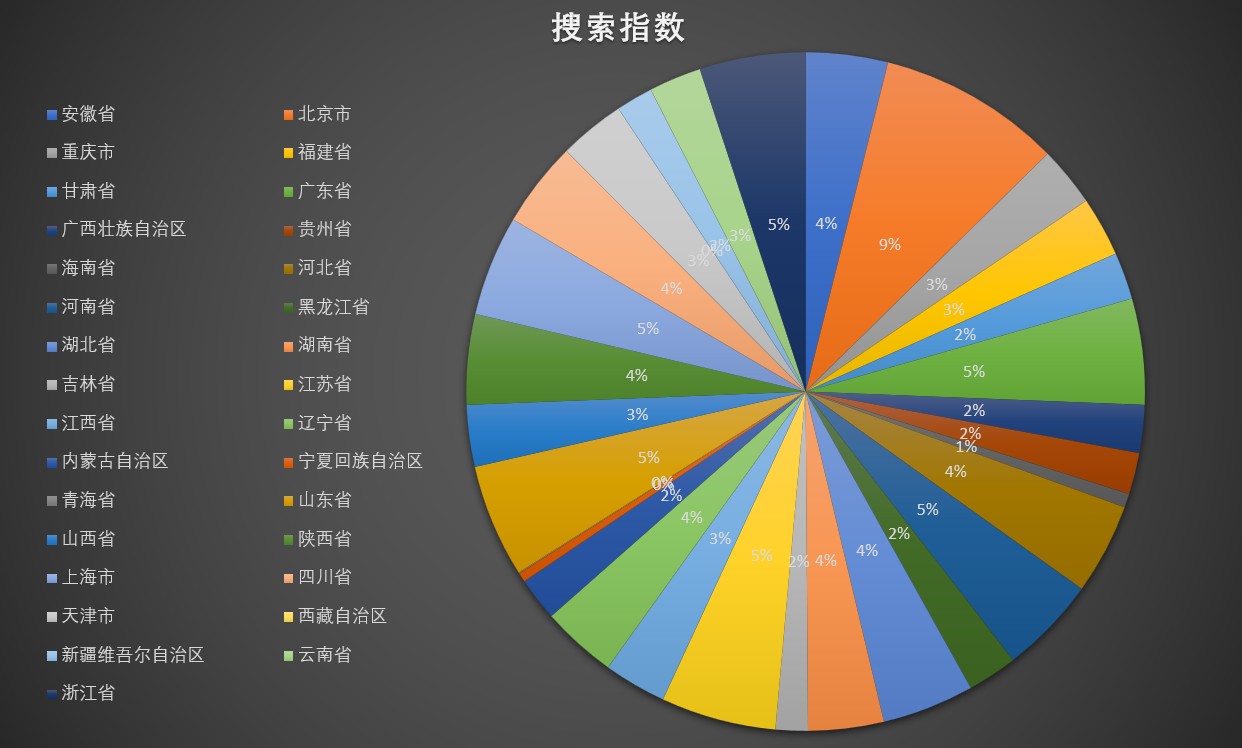 搜索指数
安徽省 北京市
重庆市 福建省
甘肃省 广东省
广西壮族自治区 贵州省
海南省 河北省
河南省 黑龙江省
湖北省 湖南省
吉林省 江苏省
江西省 辽宁省
内蒙古自治区 宁夏回族自治区
青海省 山东省
山西省 陕西省
上海市 四川省
天津市 西藏自治区
新疆维吾尔自治区 云南省
浙江省
4%
9%
3%
3%
2%
5%
2%
2%
1%
4%
5%
2%
4%
4%
2%
5%
3%
4%
2%
0%
0%
5%
3%
4%
5%
4%
3%
0%
2%
3%
5%